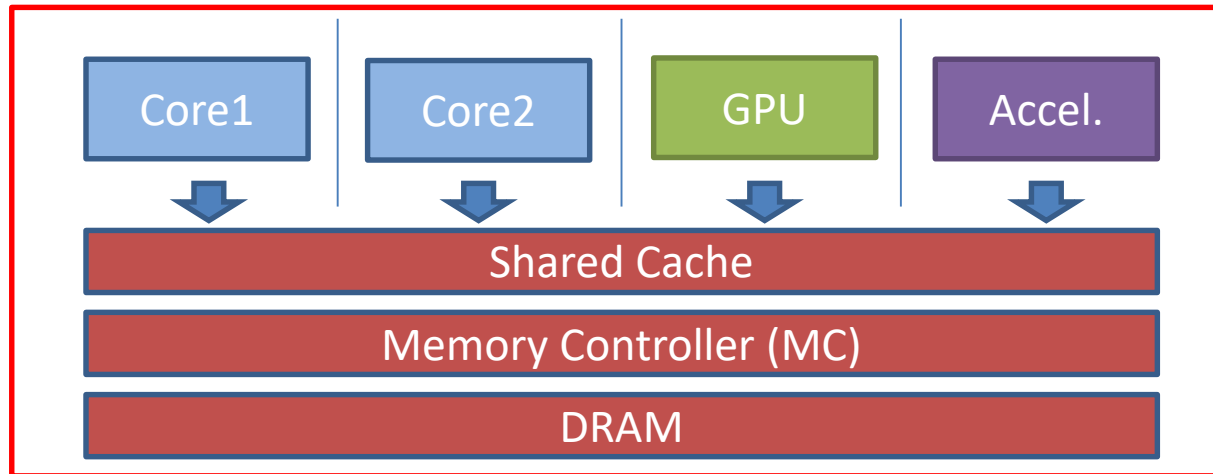 Core1
Core2
GPU
Accel.
Shared Cache
Memory Controller (MC)
DRAM